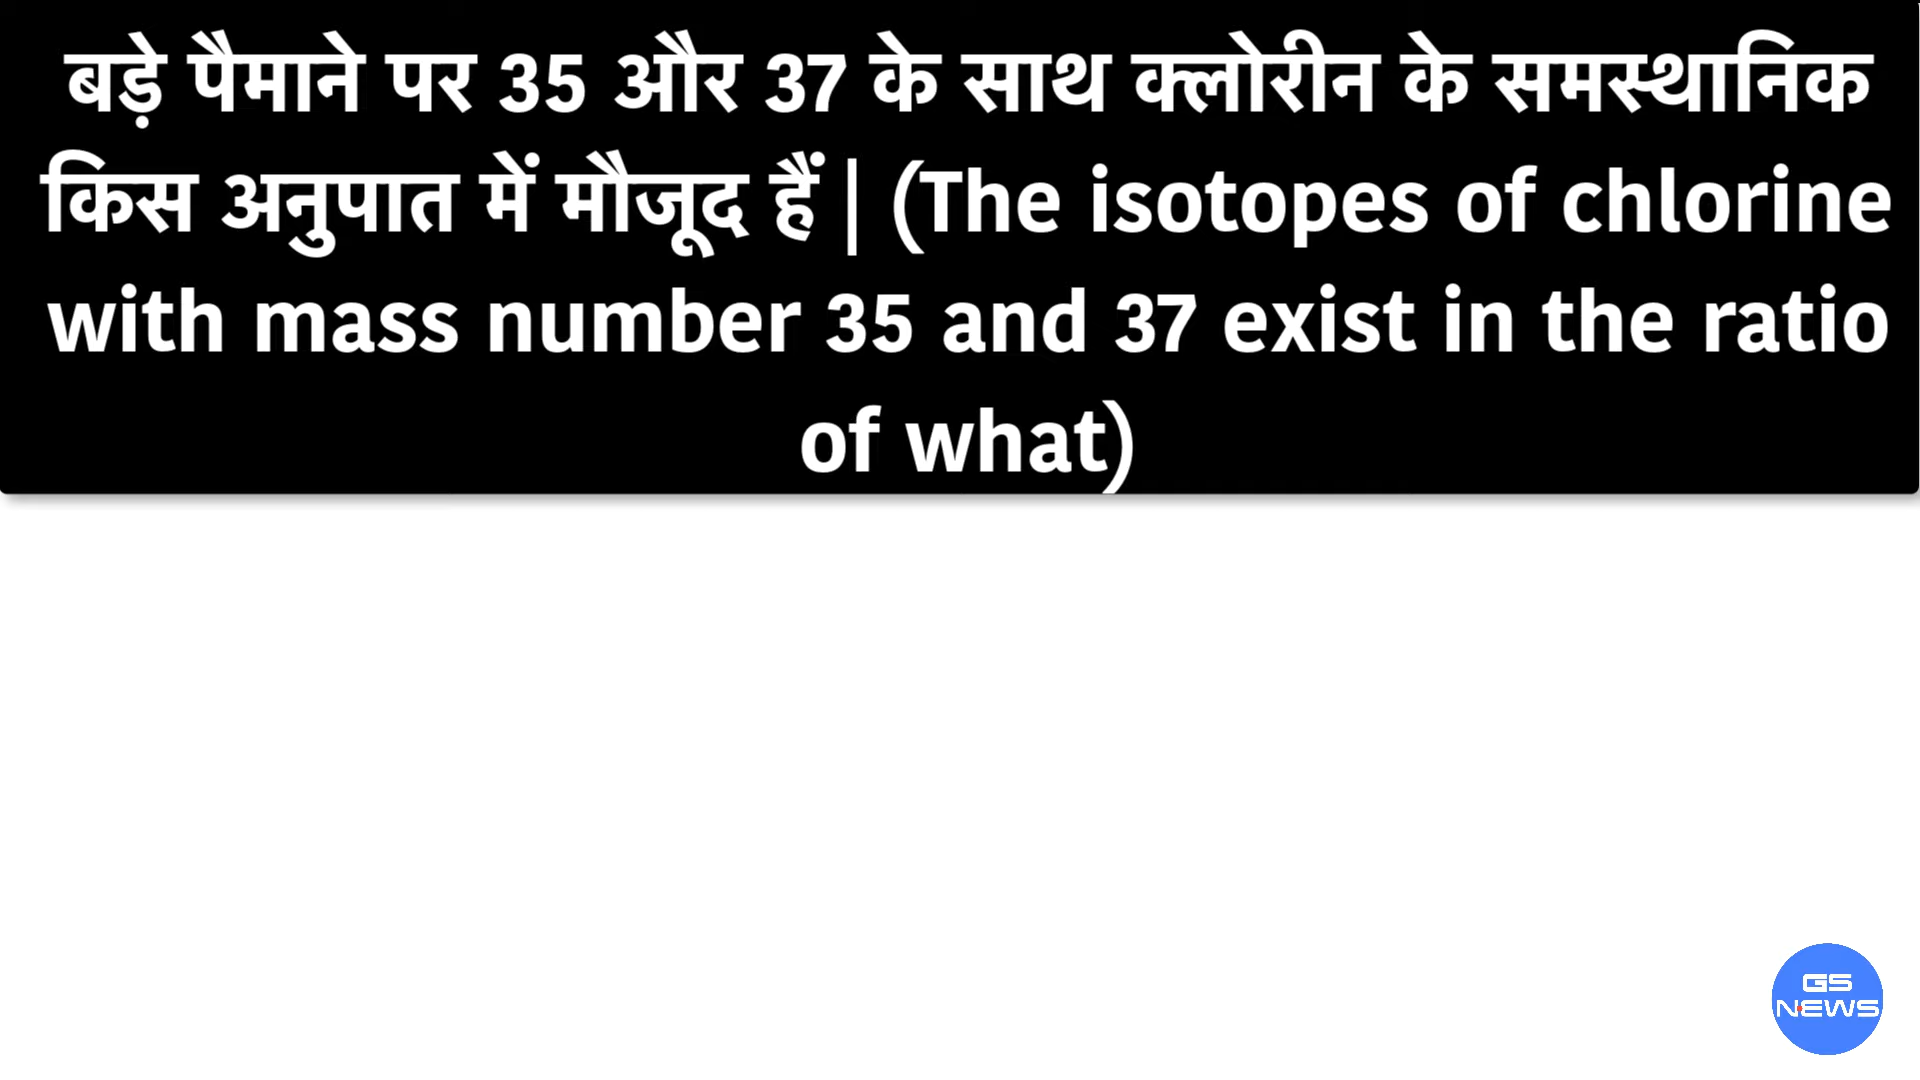 बड़े पैमाने पर 35 और 37 के साथ क्लोरीन के समस्थानिक
किस अनुपात में मौजूद हैं | (The isotopes of chlorine
with mass number 35 and 37 exist in the ratio
of what)
GS
NEWS